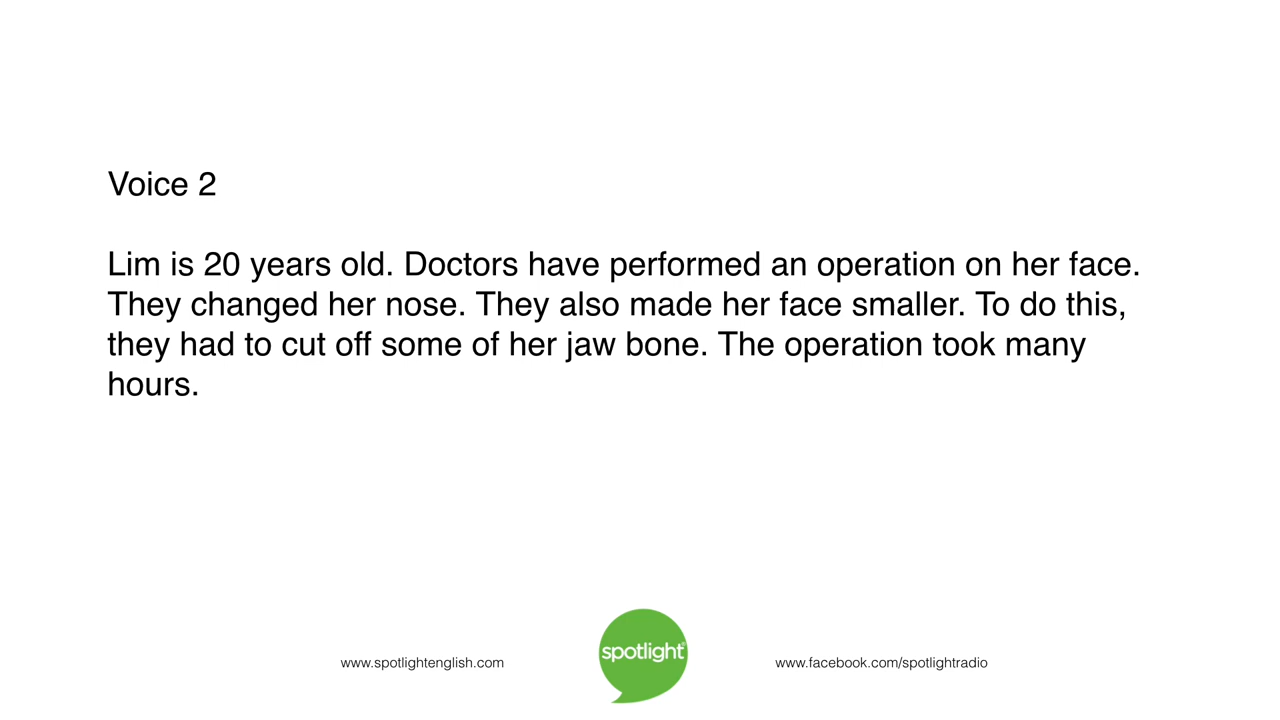 Voice 2
Lim is 20 years old. Doctors have performed an operation on her face.
They changed her nose. They also made her face smaller. To do this,
they had to cut off some of her jaw bone. The operation took many
hours.
www.spotlightenglish.com
spotlight®
www.facebook.com/spotlightradio